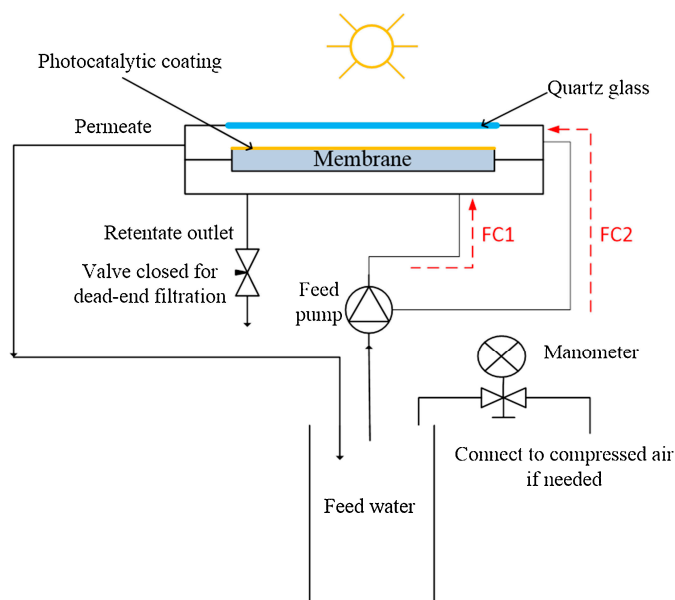 Photocatalytic coating
Quartz glass
Permeate
Membrane
Retentate outlet
FC1
FC2
Valve closed for
dead-end filtration
Feed
pump
Manometer
Connect to compressed air
if needed
Feed water